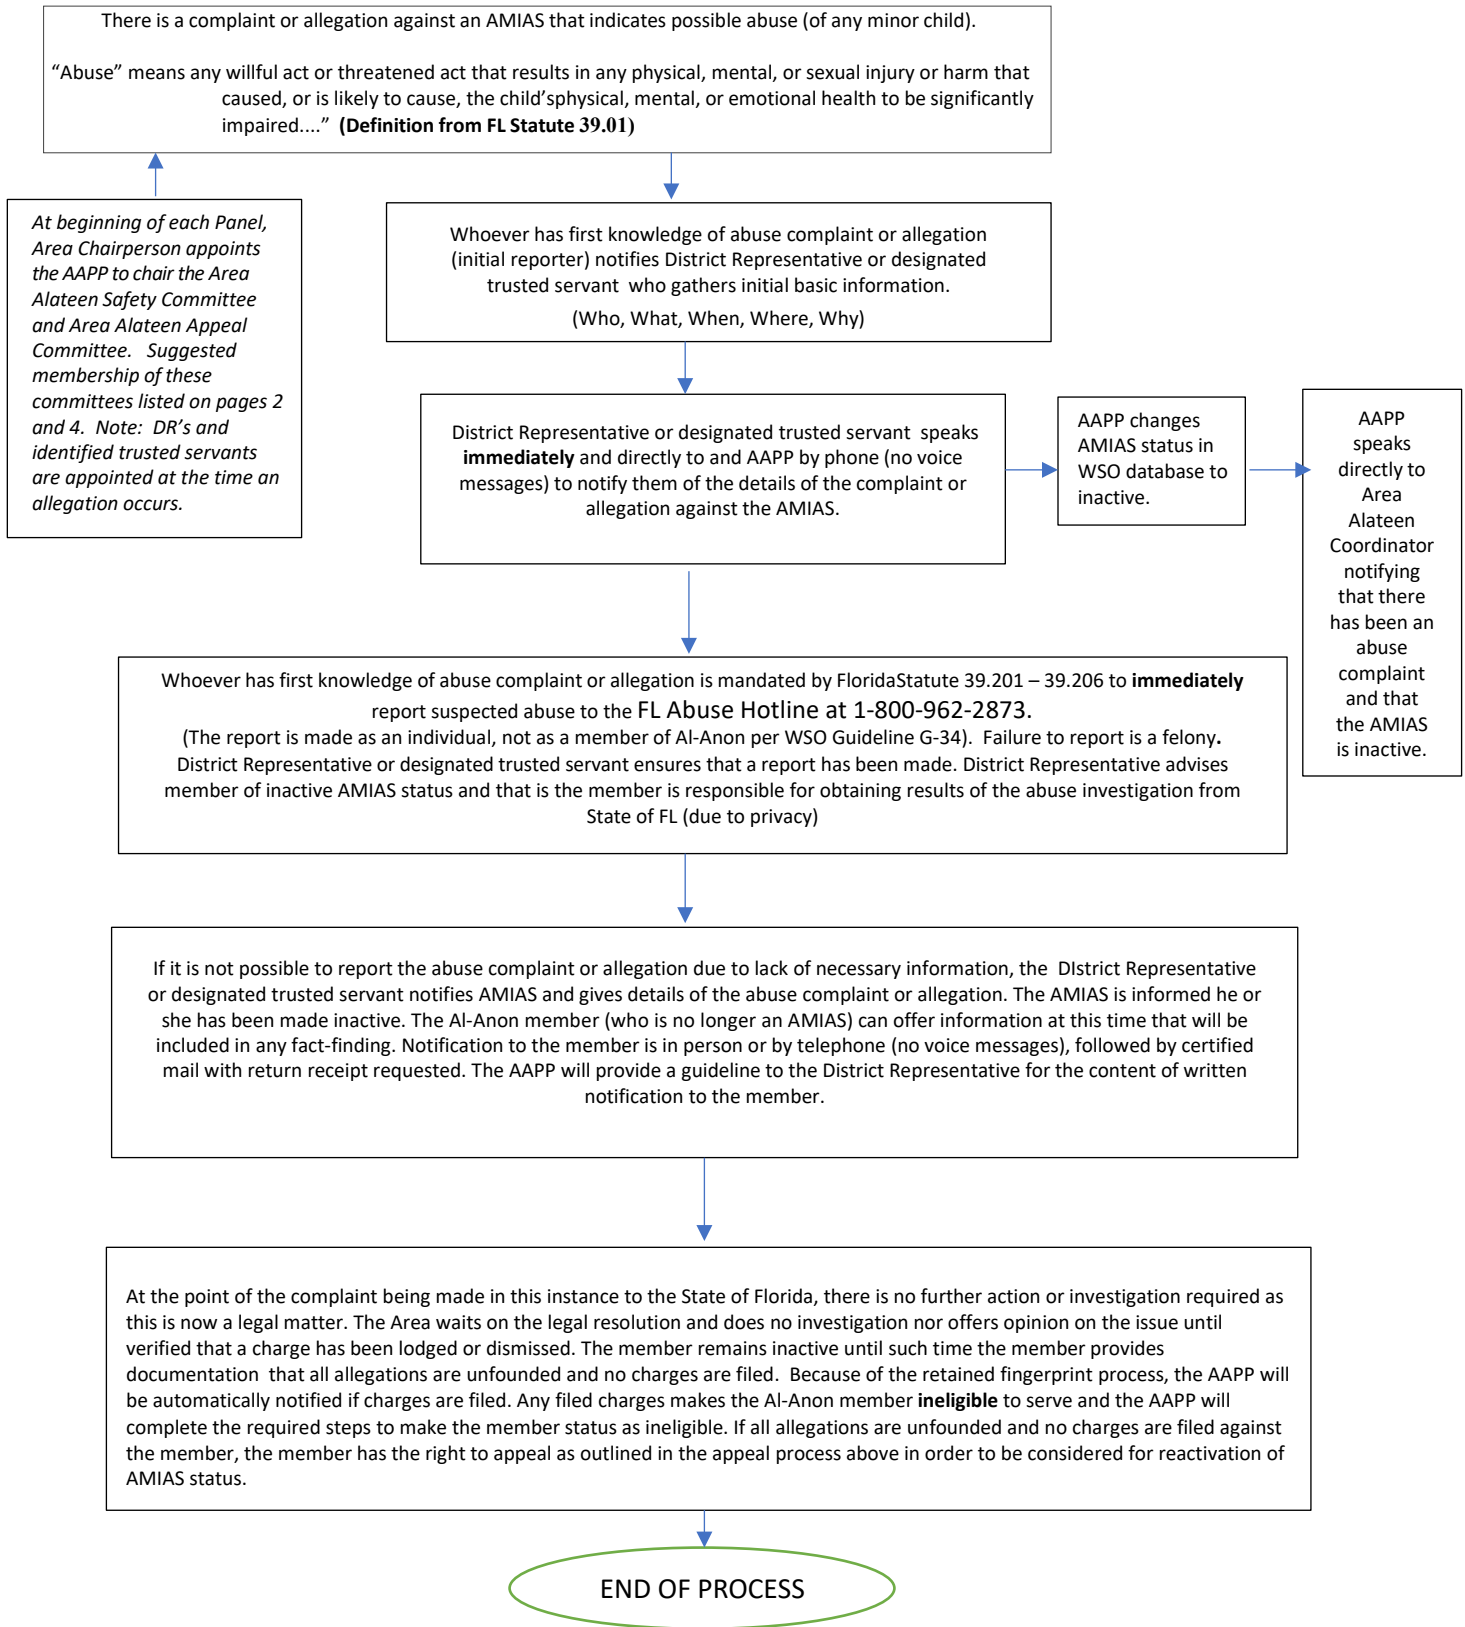 There is a complaint or allegation against an AMIAS that indicates possible abuse (of any minor child).
“Abuse” means any willful act or threatened act that results in any physical, mental, or sexual injury or harm that
caused, or is likely to cause, the child’sphysical, mental, or emotional health to be significantly
impaired....” (Definition from FL Statute 39.01)
At beginning of each Panel,
Area Chairperson appoints
the AAPP to chair the Area
Alateen Safety Committee
and Area Alateen Appeal
Committee. Suggested
membership of these
committees listed on pages 2
and 4. Note: DR’s and
identified trusted servants
are appointed at the time an
allegation occurs.
Whoever has first knowledge of abuse complaint or allegation
(initial reporter) notifies District Representative or designated
trusted servant who gathers initial basic information.
(Who, What, When, Where, Why)
District Representative or designated trusted servant speaks
immediately and directly to and AAPP by phone (no voice
messages) to notify them of the details of the complaint or
allegation against the AMIAS.
AAPP changes
AMIAS status in
WSO database to
inactive.
AAPP
speaks
directly to
Area
Alateen
Coordinator
notifying
that there
has been an
abuse
complaint
and that
the AMIAS
is inactive.
Whoever has first knowledge of abuse complaint or allegation is mandated by FloridaStatute 39.201 – 39.206 to immediately
report suspected abuse to the FL Abuse Hotline at 1-800-962-2873.
(The report is made as an individual, not as a member of Al-Anon per WSO Guideline G-34). Failure to report is a felony.
District Representative or designated trusted servant ensures that a report has been made. District Representative advises
member of inactive AMIAS status and that is the member is responsible for obtaining results of the abuse investigation from
State of FL (due to privacy)
If it is not possible to report the abuse complaint or allegation due to lack of necessary information, the DIstrict Representative
or designated trusted servant notifies AMIAS and gives details of the abuse complaint or allegation. The AMIAS is informed he or
she has been made inactive. The Al-Anon member (who is no longer an AMIAS) can offer information at this time that will be
included in any fact-finding. Notification to the member is in person or by telephone (no voice messages), followed by certified
mail with return receipt requested. The AAPP will provide a guideline to the District Representative for the content of written
notification to the member.
At the point of the complaint being made in this instance to the State of Florida, there is no further action or investigation required as
this is now a legal matter. The Area waits on the legal resolution and does no investigation nor offers opinion on the issue until
verified that a charge has been lodged or dismissed. The member remains inactive until such time the member provides
documentation that all allegations are unfounded and no charges are filed. Because of the retained fingerprint process, the AAPP will
be automatically notified if charges are filed. Any filed charges makes the Al-Anon member ineligible to serve and the AAPP will
complete the required steps to make the member status as ineligible. If all allegations are unfounded and no charges are filed against
the member, the member has the right to appeal as outlined in the appeal process above in order to be considered for reactivation of
AMIAS status.
END OF PROCESS